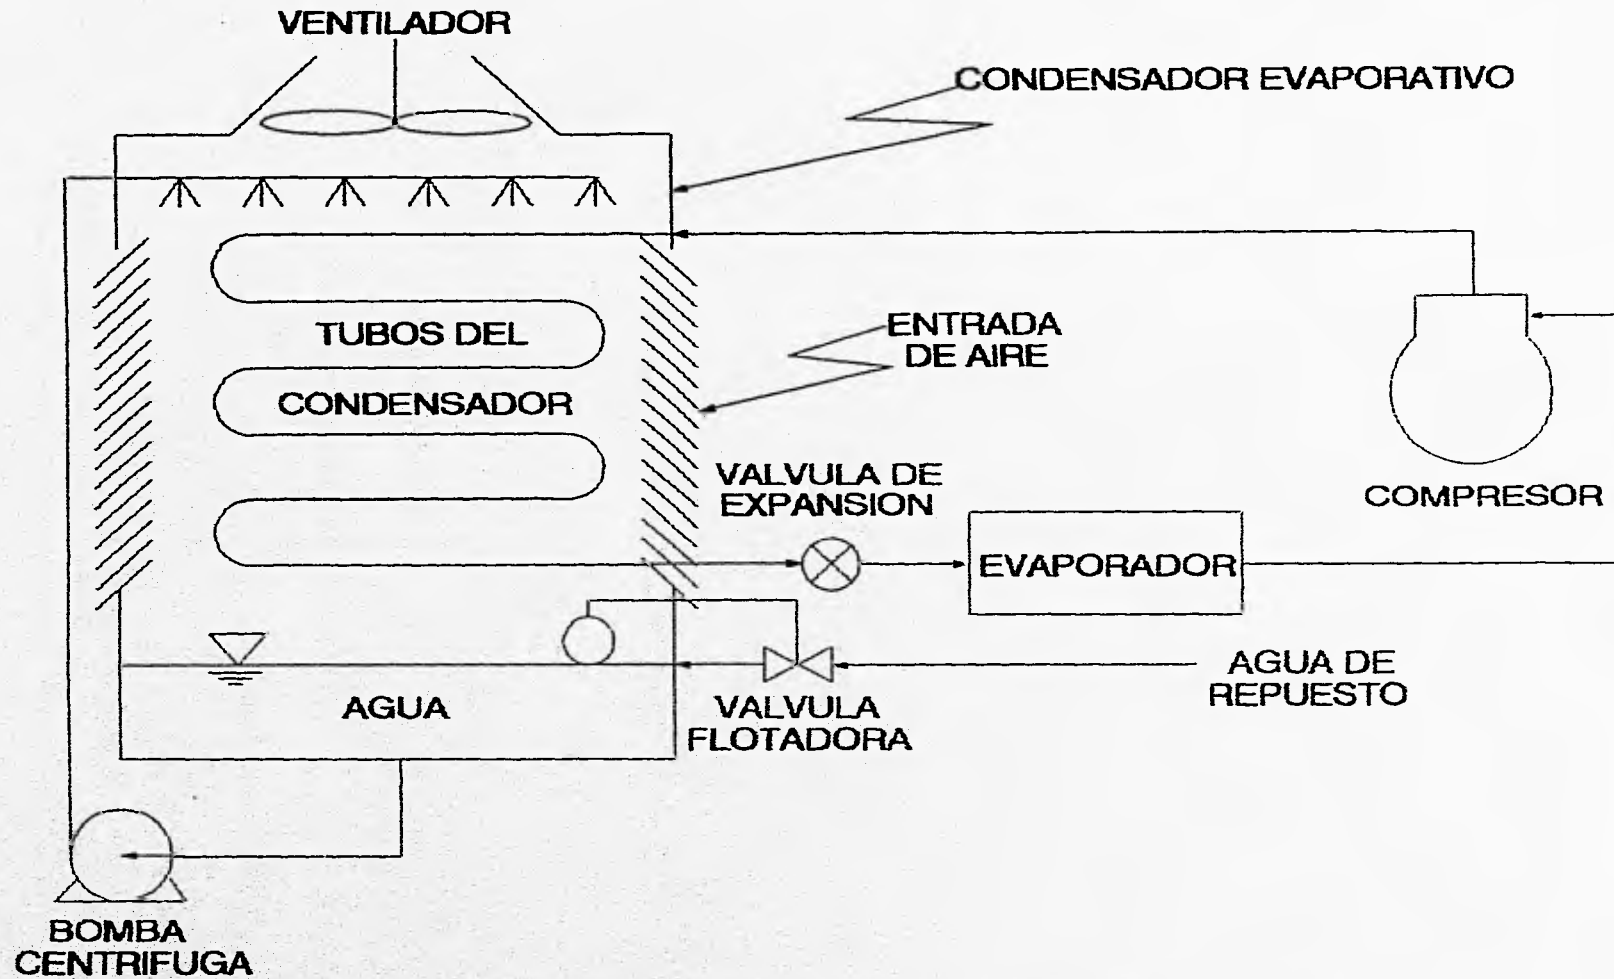 VENTILADOR
CONDENSADOR EVAPORATIVO
TUBOS DEL
CONDENSADOR
ENTRADA
DE AIRE
VALVULA DE
EXPANSION
COMPRESOR
EVAPORADOR
AGUA
VALVULA
FLOTADORA
AGUA DE
REPUESTO
BOMBA
CENTRIFUGA